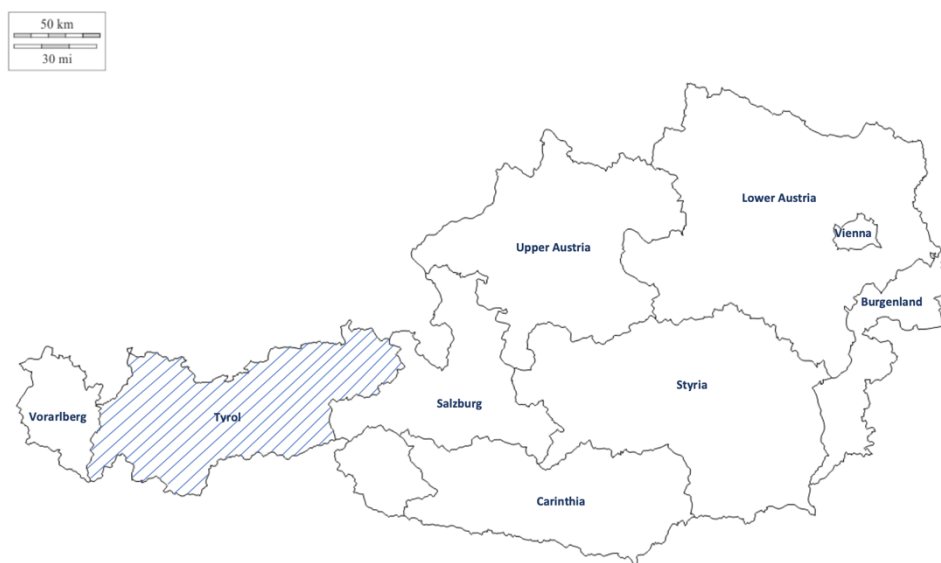 50 km
30 mi
Lower Austria
Vienna
Upper Austria
Burgenland
Styria
Salzburg
Vorarlberg
Tyrol
Carinthia